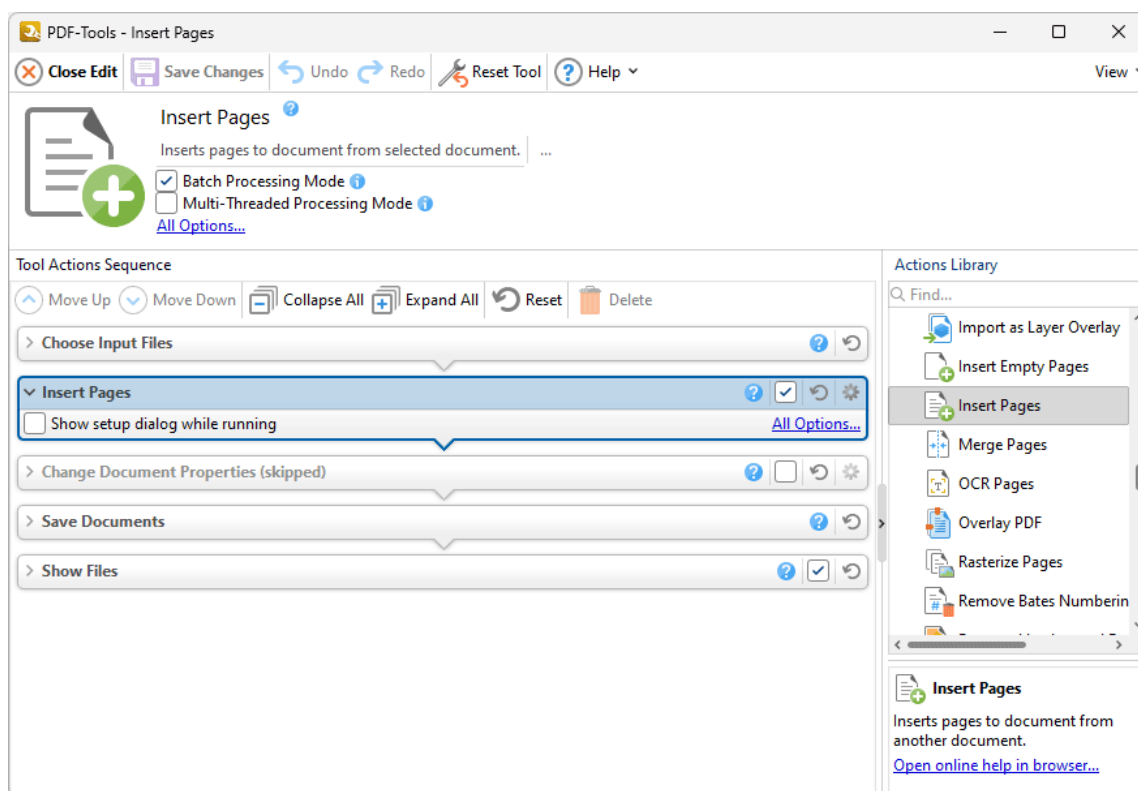 PDF-Tools - Insert Pages
Close Edit Save Changes Undo Redo Reset Tool ? Help View
Insert Pages ?
Inserts pages to document from selected document. ...
Batch Processing Mode i
Multi-Threaded Processing Mode i
All Options...
Tool Actions Sequence
Move Up Move Down Collapse All Expand All Reset Delete
Choose Input Files ?
Insert Pages ?
Show setup dialog while running All Options...
Change Document Properties (skipped) ?
Save Documents ?
Show Files ?
Actions Library
Find...
Import as Layer Overlay
Insert Empty Pages
Insert Pages
Merge Pages
OCR Pages
Overlay PDF
Rasterize Pages
Remove Bates Numberin
Insert Pages
Inserts pages to document from
another document.
Open online help in browser...